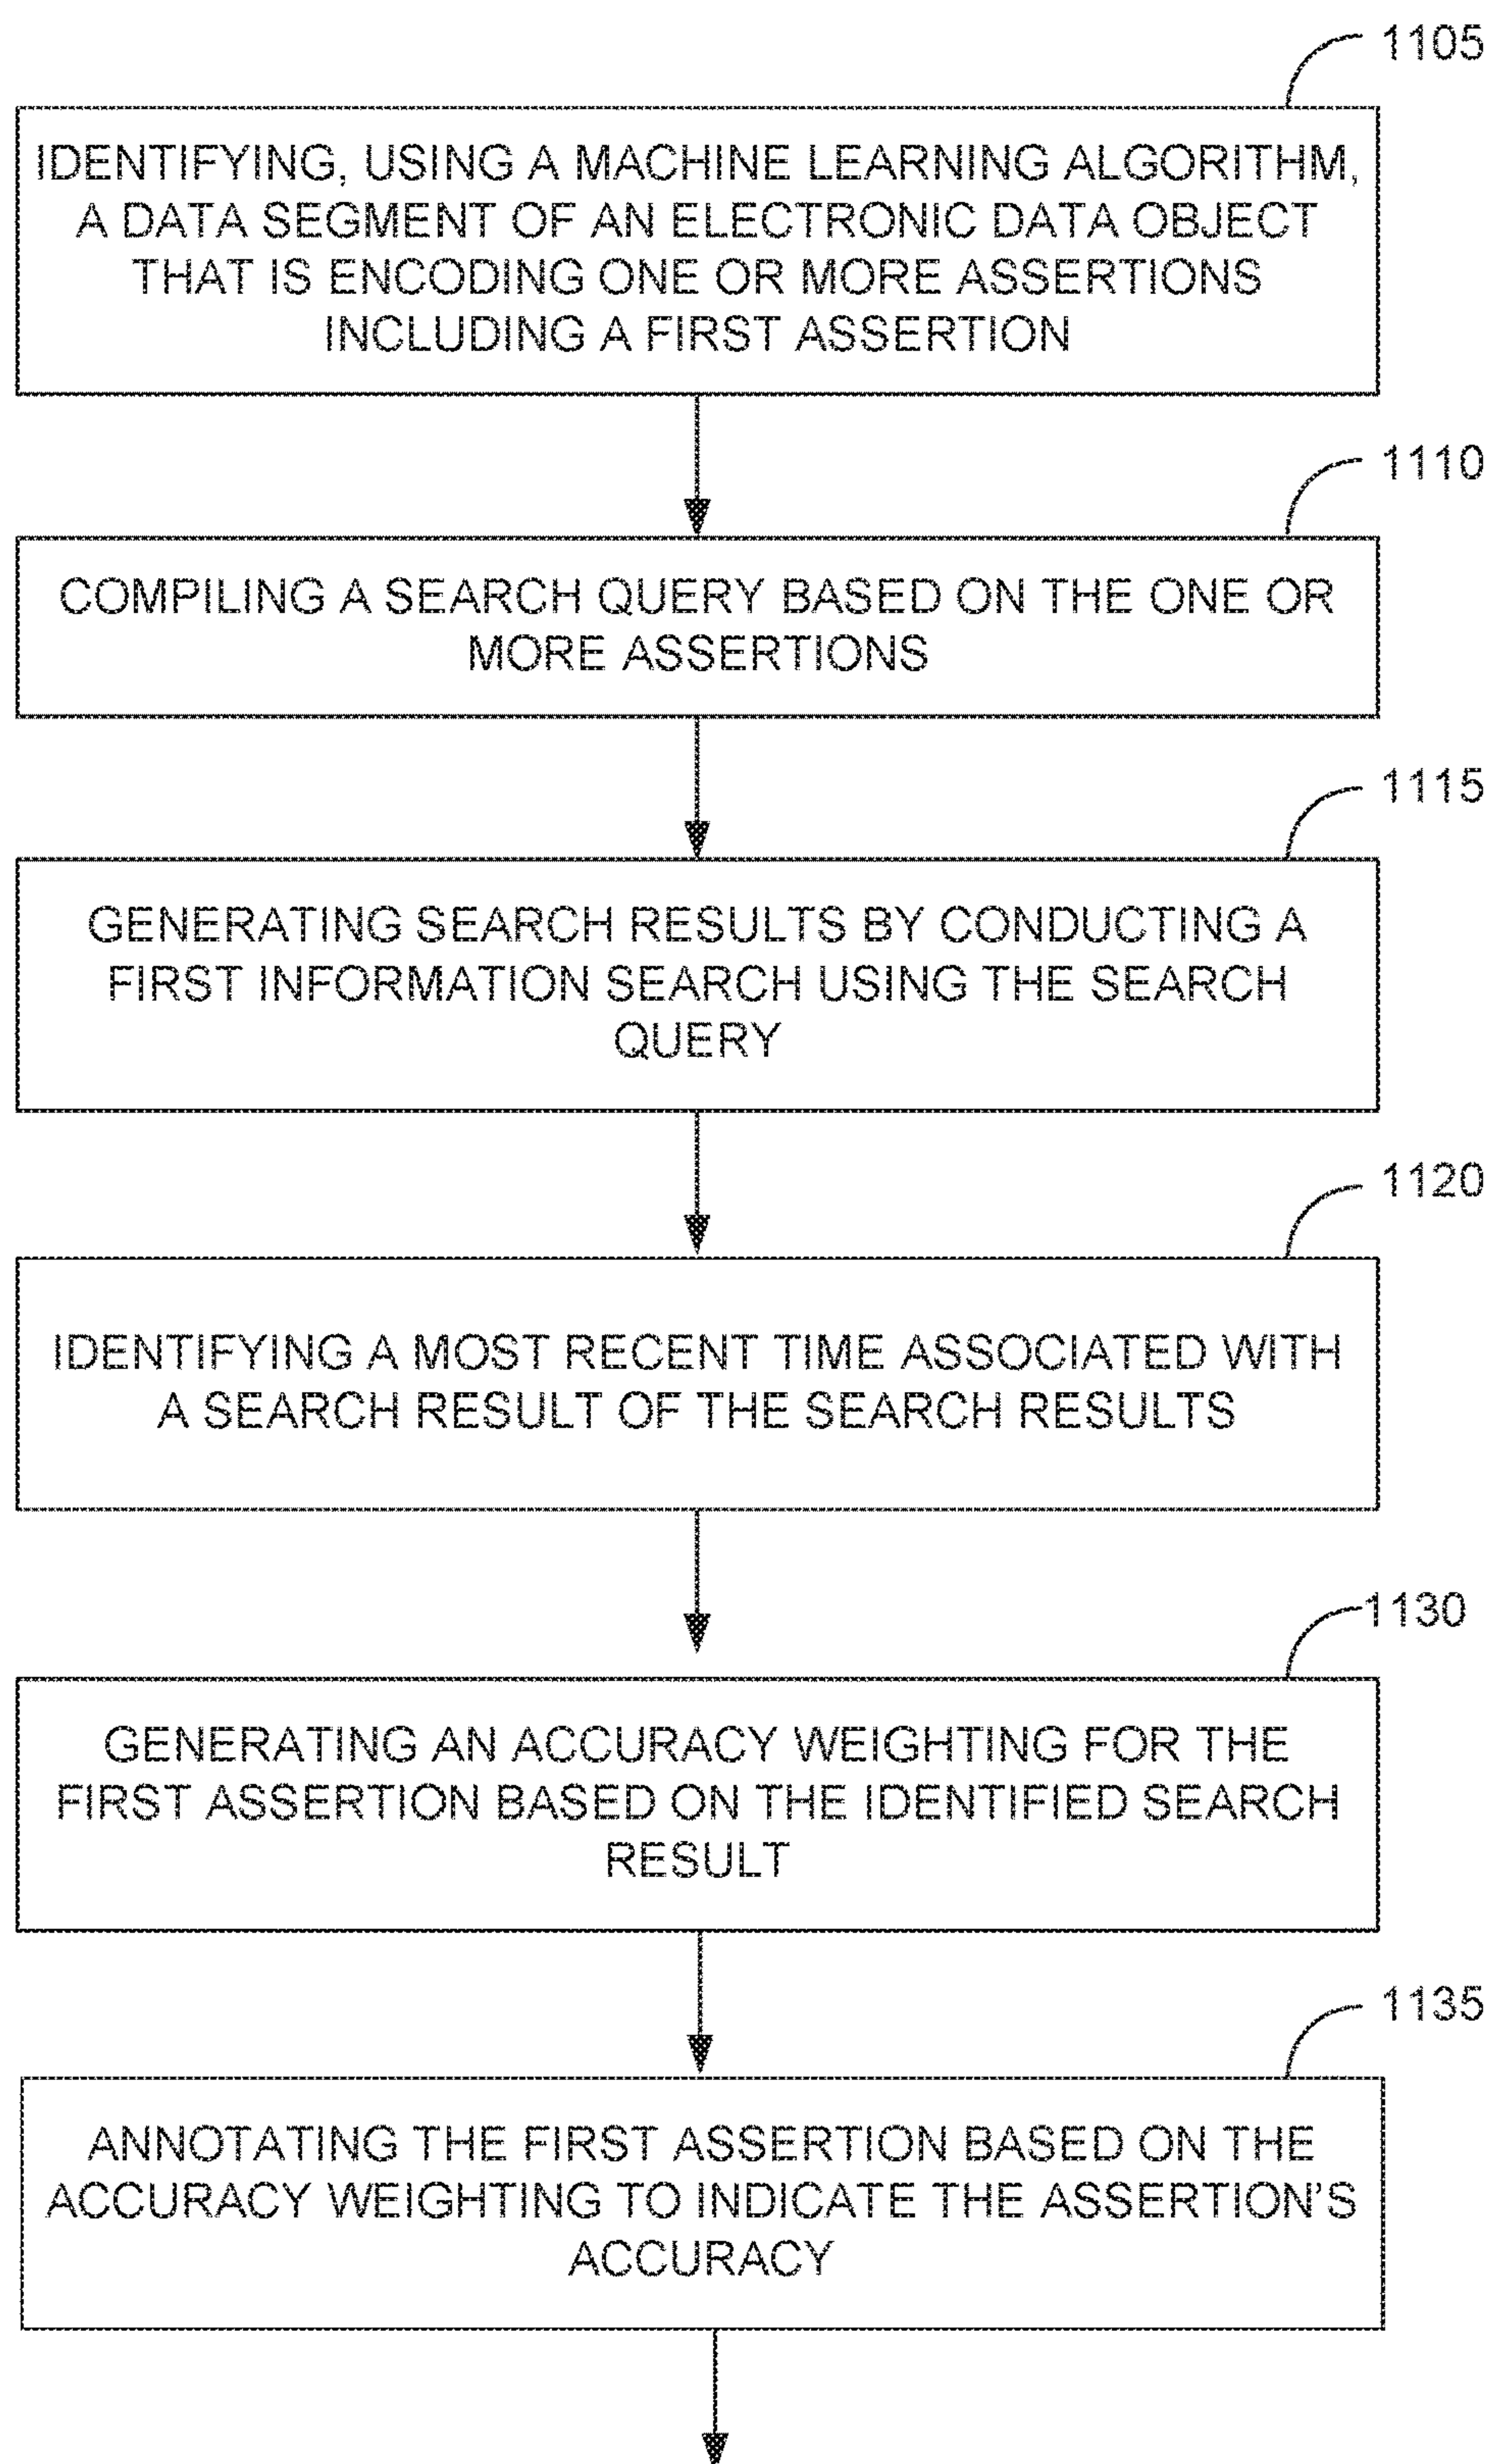 1105
IDENTIFYING, USING A MACHINE LEARNING ALGORITHM,
A DATA SEGMENT OF AN ELECTRONIC DATA OBJECT
THAT IS ENCODING ONE OR MORE ASSERTIONS
INCLUDING A FIRST ASSERTION
1110
COMPILING A SEARCH QUERY BASED ON THE ONE OR
MORE ASSERTIONS
1115
GENERATING SEARCH RESULTS BY CONDUCTING A
FIRST INFORMATION SEARCH USING THE SEARCH
QUERY
1120
IDENTIFYING A MOST RECENT TIME ASSOCIATED WITH
A SEARCH RESULT OF THE SEARCH RESULTS
1130
GENERATING AN ACCURACY WEIGHTING FOR THE
FIRST ASSERTION BASED ON THE IDENTIFIED SEARCH
RESULT
1135
ANNOTATING THE FIRST ASSERTION BASED ON THE
ACCURACY WEIGHTING TO INDICATE THE ASSERTION'S
ACCURACY